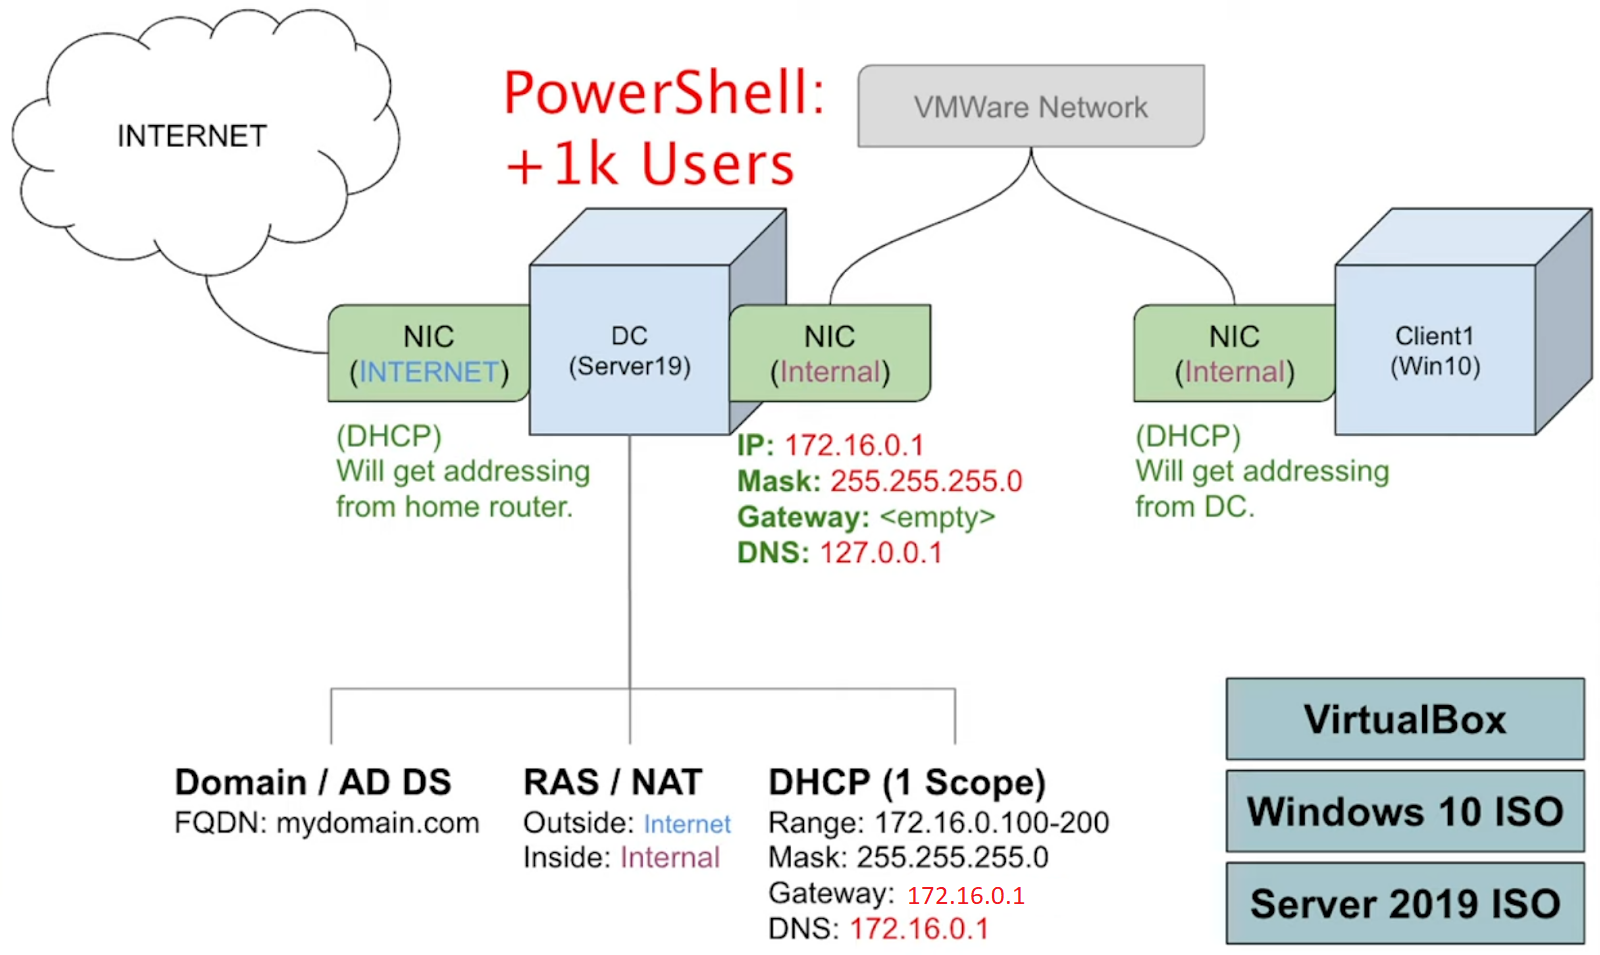 INTERNET
PowerShell:
+1k Users
VMWare Network
NIC
(INTERNET)
DC
(Server19)
NIC
(Internal)
NIC
(Internal)
Client1
(Win10)
(DHCP)
Will get addressing
from home router.
IP: 172.16.0.1
Mask: 255.255.255.0
Gateway: <empty>
DNS: 127.0.0.1
(DHCP)
Will get addressing
from DC.
Domain / AD DS
FQDN: mydomain.com
RAS / NAT
Outside: Internet
Inside: Internal
DHCP (1 Scope)
Range: 172.16.0.100-200
Mask: 255.255.255.0
Gateway: 172.16.0.1
DNS: 172.16.0.1
VirtualBox
Windows 10 ISO
Server 2019 ISO